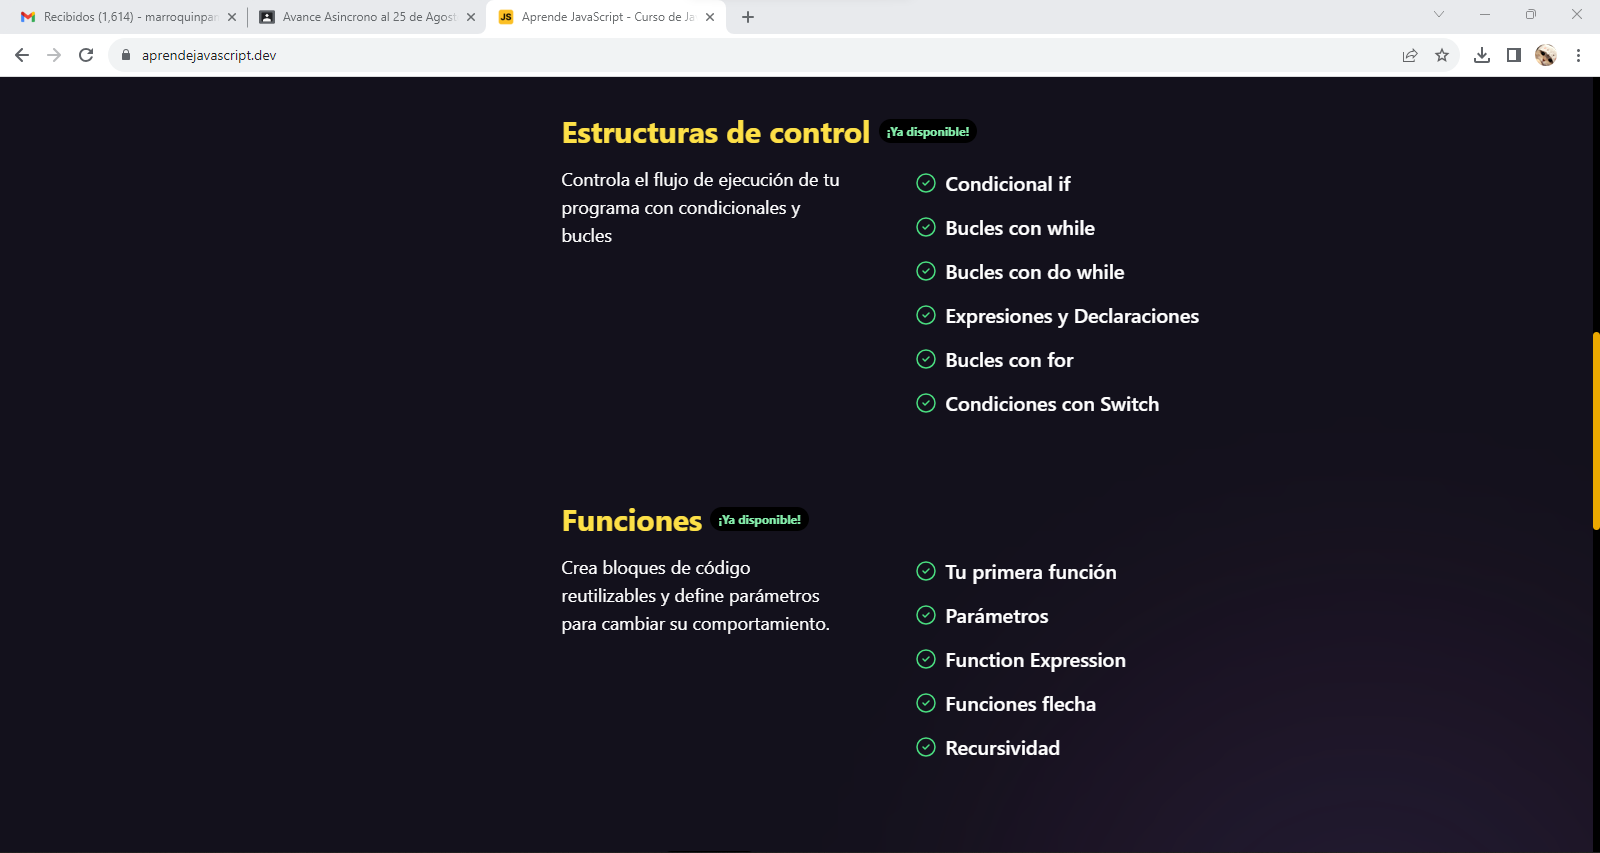 Recibidos (1,614) - marroquinpan
Avance Asincrono al 25 de Agost
JS Aprende JavaScript - Curso de Ja
aprendejavascript.dev
Estructuras de control ¡Ya disponible!
Controla el flujo de ejecución de tu
programa con condicionales y
bucles
Condicional if
Bucles con while
Bucles con do while
Expresiones y Declaraciones
Bucles con for
Condiciones con Switch
Funciones ¡Ya disponible!
Crea bloques de código
reutilizables y define parámetros
para cambiar su comportamiento.
Tu primera función
Parámetros
Function Expression
Funciones flecha
Recursividad